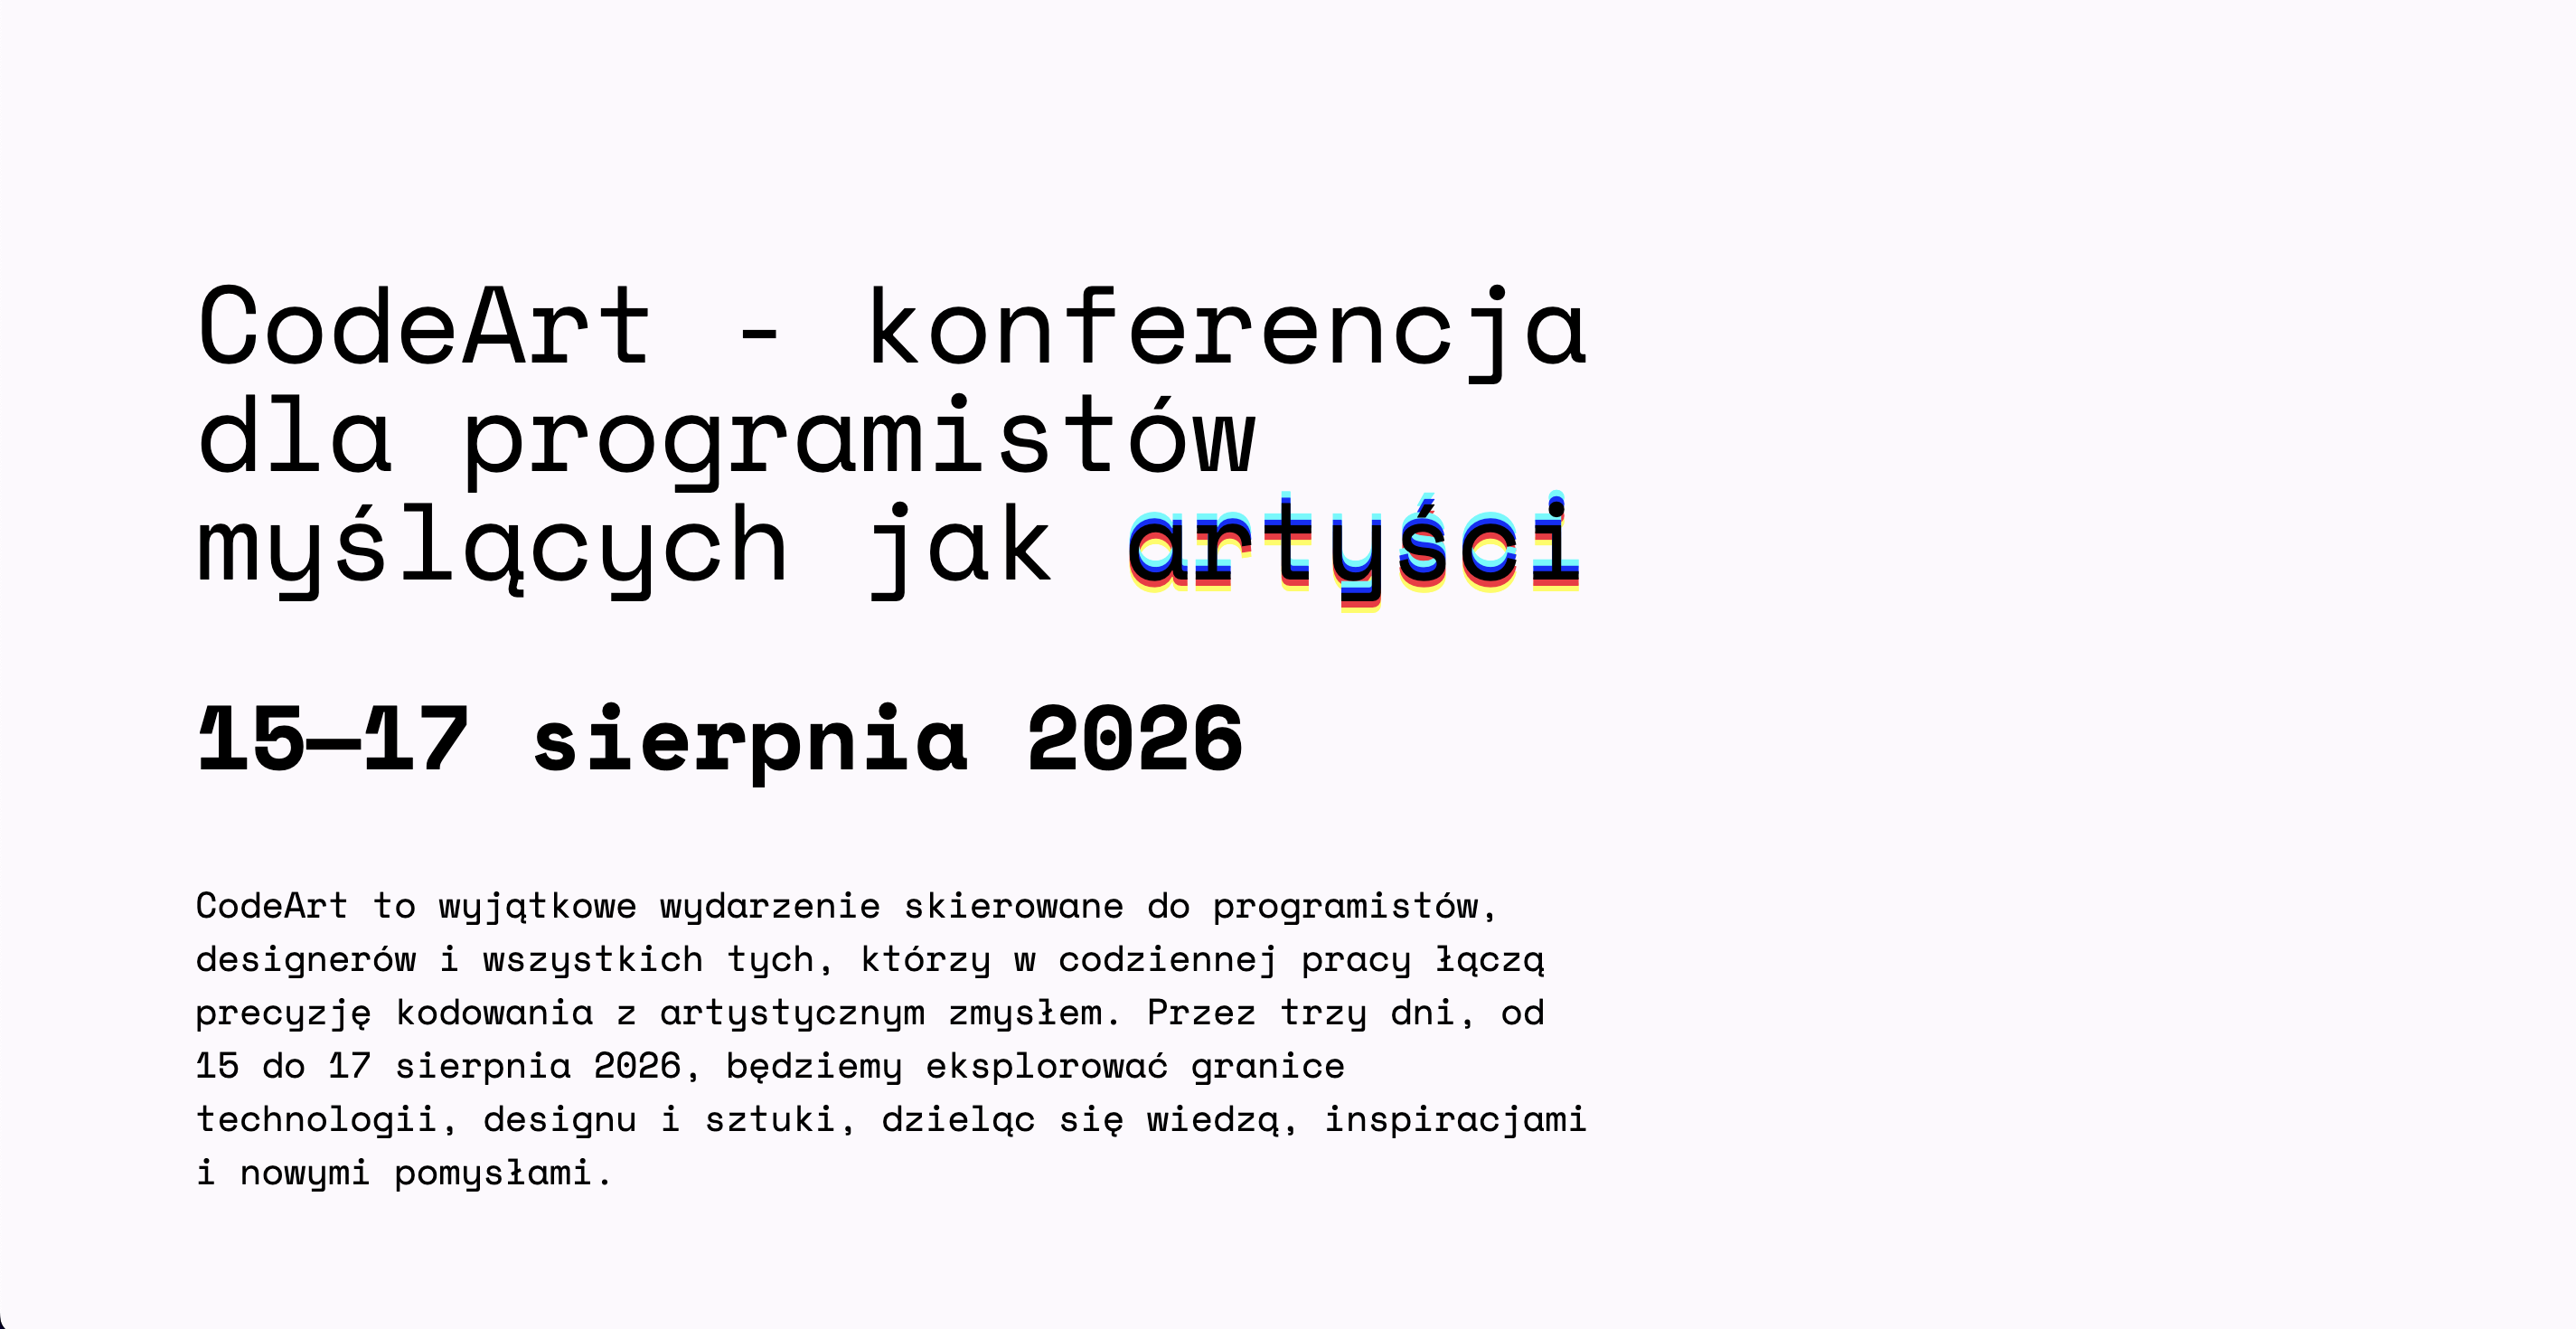 CodeArt - konferencja
dla programistów
myślących jak artyści
15–17 sierpnia 2026
CodeArt to wyjątkowe wydarzenie skierowane do programistów,
designerów i wszystkich tych, którzy w codziennej pracy łączą
precyzję kodowania z artystycznym zmysłem. Przez trzy dni, od
15 do 17 sierpnia 2026, będziemy eksplorować granice
technologii, designu i sztuki, dzieląc się wiedzą, inspiracjami
i nowymi pomysłami.